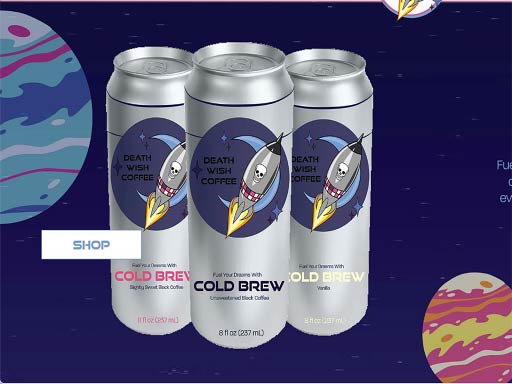 DEATH
WISH
COFFEE
Fuel Your Dreams With
COLD BREW
Slightly Sweet Black Coffee
8 fl oz (237 mL)
DEATH
WISH
COFFEE
Fuel Your Dreams With
COLD BREW
Unsweetened Black Coffee
8 fl oz (237 mL)
DEATH
WISH
COFFEE
Fuel Your Dreams With
COLD BREW
Vanilla
8 fl oz (237 mL)
SHOP
Fuel